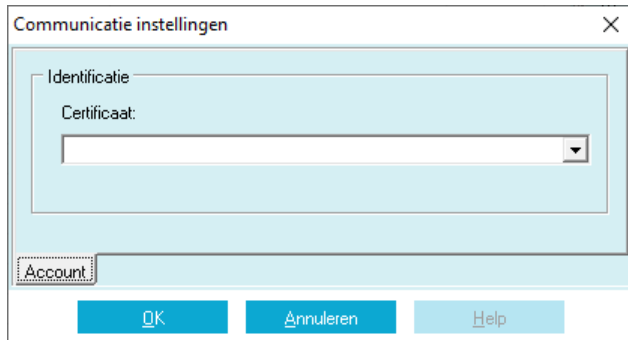 Communicatie instellingen
Identificatie
Certificaat:
Account
OK Annuleren Help